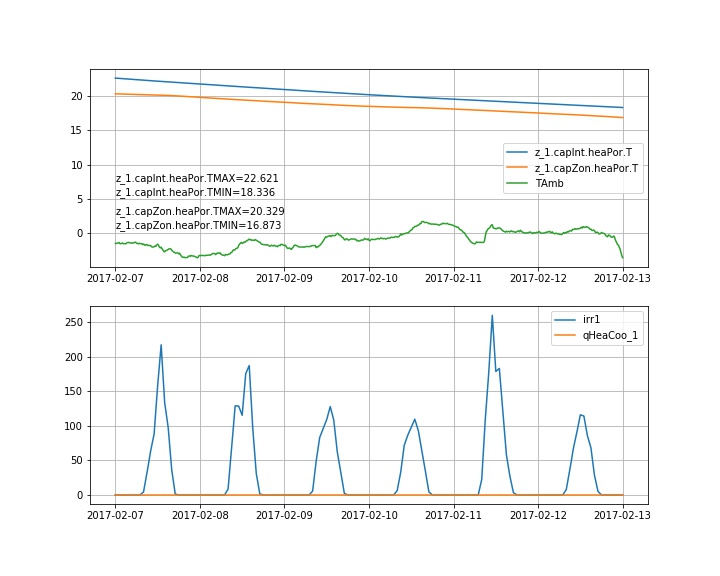 20
15
10
5
0
z_1.capInt.heaPor.T
z_1.capZon.heaPor.T
TAmb
z_1.capInt.heaPor.TMAX=22.621
z_1.capInt.heaPor.TMIN=18.336
z_1.capZon.heaPor.TMAX=20.329
z_1.capZon.heaPor.TMIN=16.873
2017-02-07 2017-02-08 2017-02-09 2017-02-10 2017-02-11 2017-02-12 2017-02-13
250
200
150
100
50
0
irr1
qHeaCoo_1
2017-02-07 2017-02-08 2017-02-09 2017-02-10 2017-02-11 2017-02-12 2017-02-13